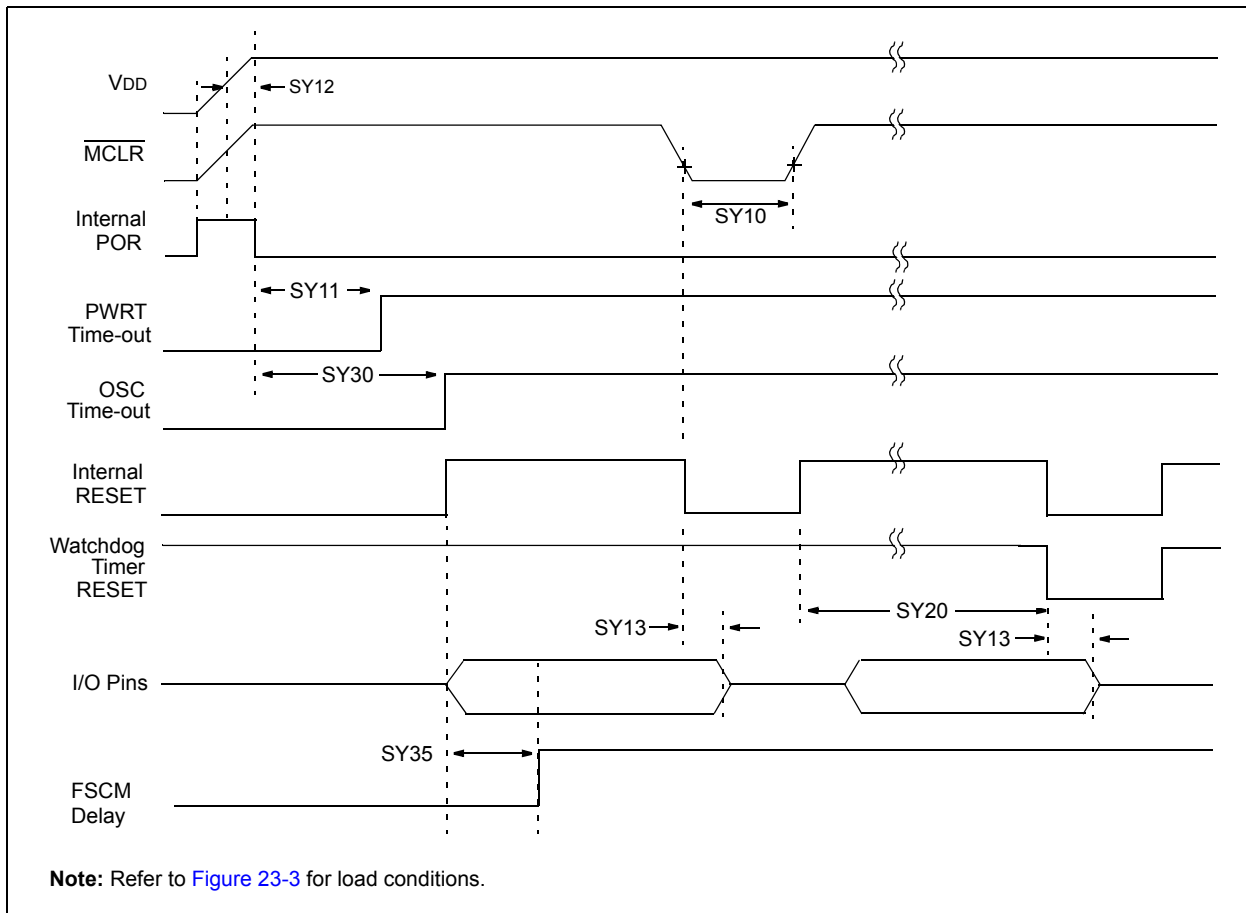 VDD
SY12
MCLR
SY10
Internal
POR
SY11
PWRT
Time-out
SY30
OSC
Time-out
Internal
RESET
Watchdog
Timer
RESET
SY20
SY13
SY13
I/O Pins
SY35
FSCM
Delay
Note: Refer to Figure 23-3 for load conditions.